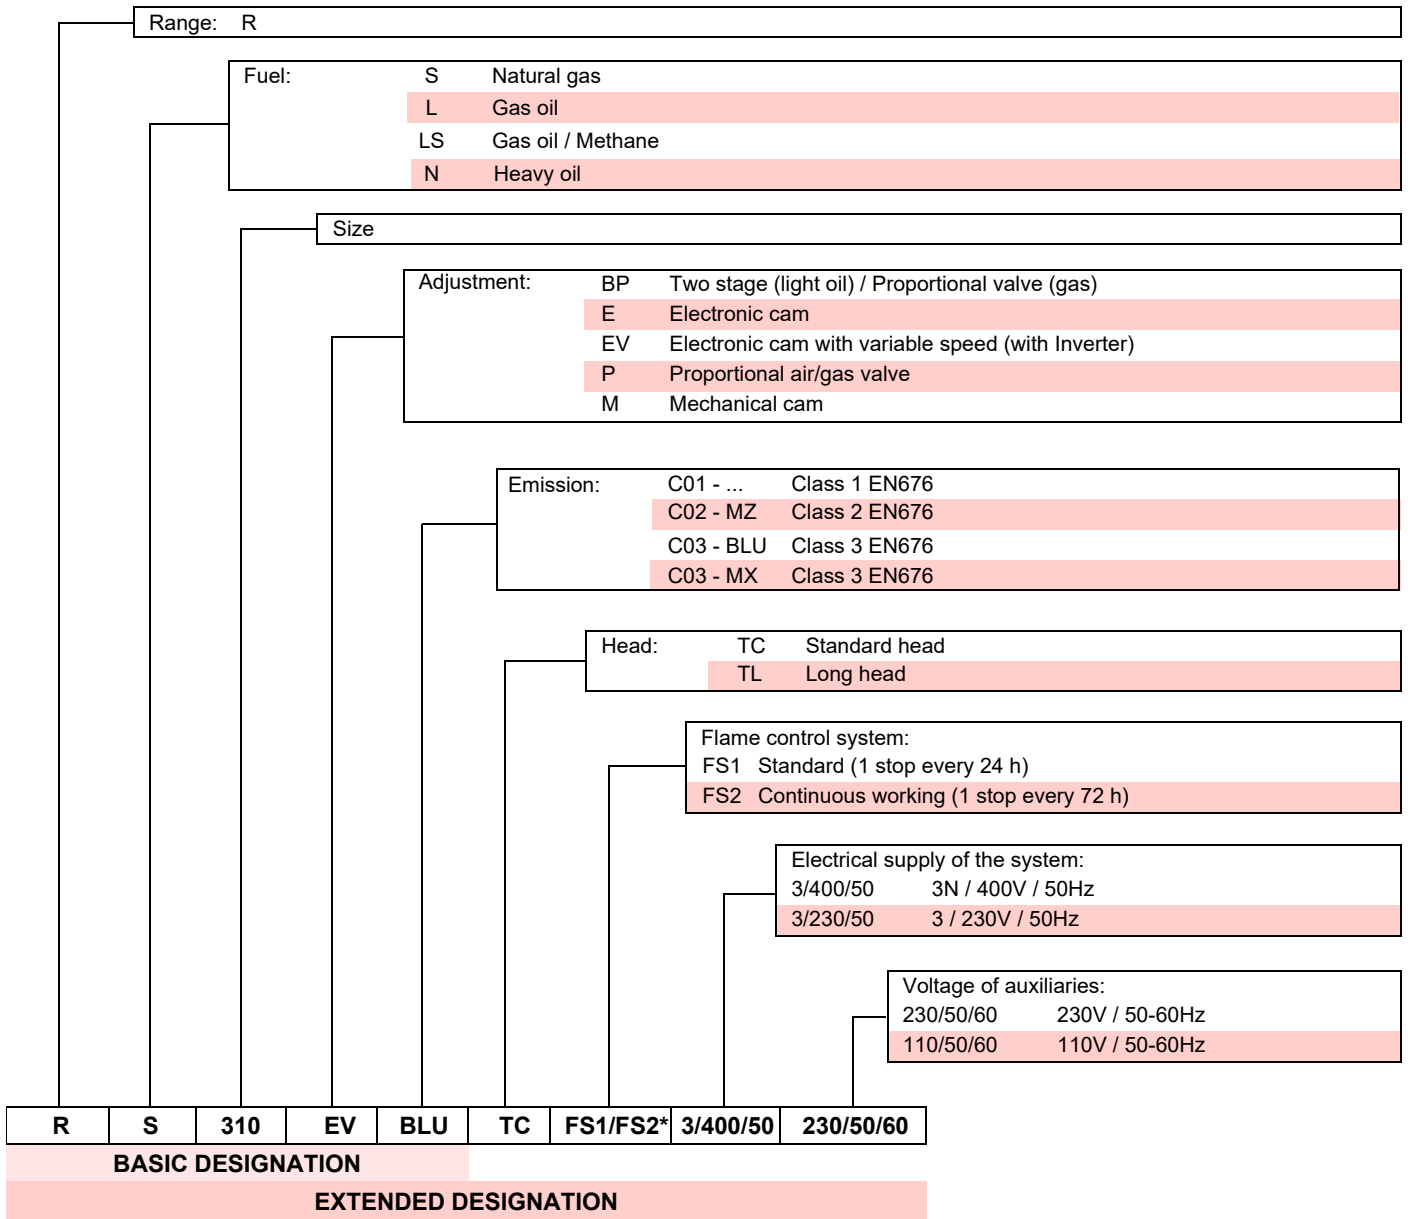 Range: R
Fuel: S Natural gas
L Gas oil
LS Gas oil / Methane
N Heavy oil
Size
Adjustment: BP Two stage (light oil) / Proportional valve (gas)
E Electronic cam
EV Electronic cam with variable speed (with Inverter)
P Proportional air/gas valve
M Mechanical cam
Emission: C01 - ... Class 1 EN676
C02 - MZ Class 2 EN676
C03 - BLU Class 3 EN676
C03 - MX Class 3 EN676
Head: TC Standard head
TL Long head
Flame control system:
FS1 Standard (1 stop every 24 h)
FS2 Continuous working (1 stop every 72 h)
Electrical supply of the system:
3/400/50 3N / 400V / 50Hz
3/230/50 3 / 230V / 50Hz
Voltage of auxiliaries:
230/50/60 230V / 50-60Hz
110/50/60 110V / 50-60Hz
R S 310 EV BLU TC FS1/FS2* 3/400/50 230/50/60
BASIC DESIGNATION
EXTENDED DESIGNATION